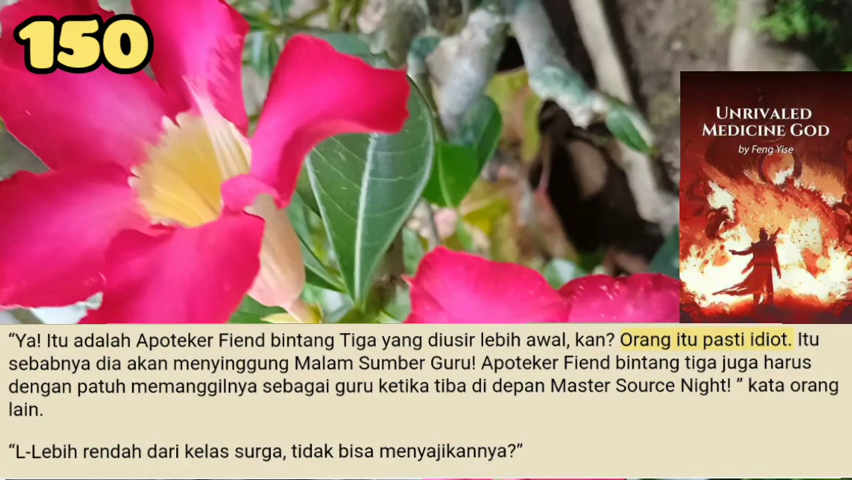 150
UNRIVALED
MEDICINE GOD
by Feng Yise
“Ya! Itu adalah Apoteker Fiend bintang Tiga yang diusir lebih awal, kan? Orang itu pasti idiot. Itu
sebabnya dia akan menyinggung Malam Sumber Guru! Apoteker Fiend bintang tiga juga harus
dengan patuh memanggilnya sebagai guru ketika tiba di depan Master Source Night! ” kata orang
lain.
“L-Lebih rendah dari kelas surga, tidak bisa menyajikannya?”